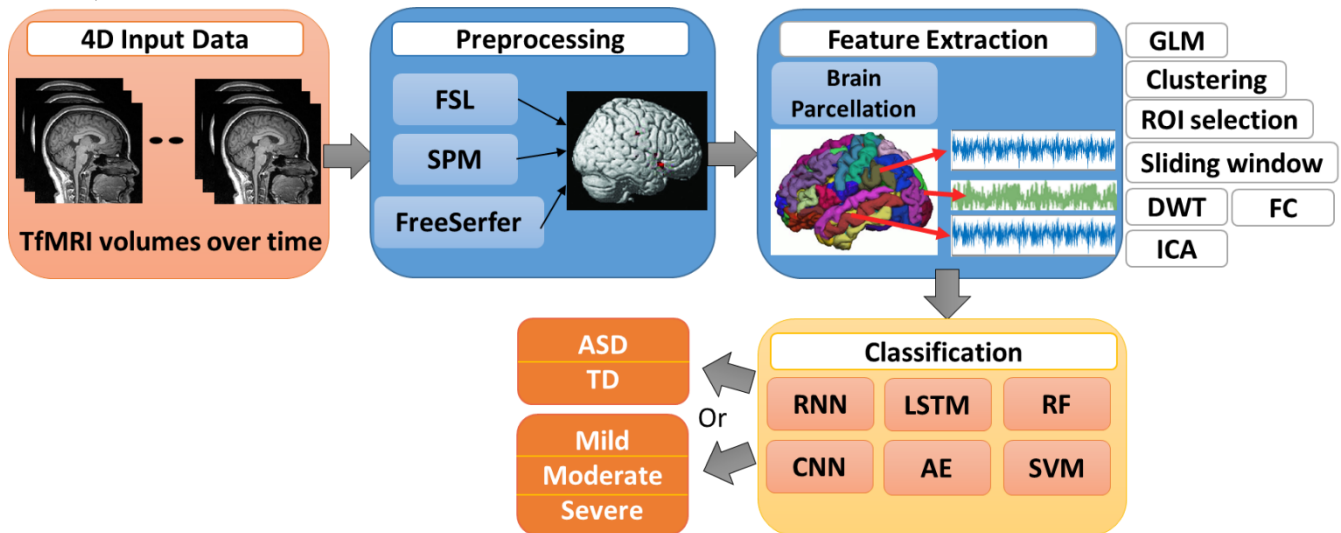 4D Input Data
TfMRI volumes over time
Preprocessing
FSL
SPM
FreeSerfer
Feature Extraction
Brain
Parcellation
GLM
Clustering
ROI selection
Sliding window
DWT
FC
ICA
Classification
RNN
LSTM
RF
CNN
AE
SVM
Or
ASD
TD
Mild
Moderate
Severe